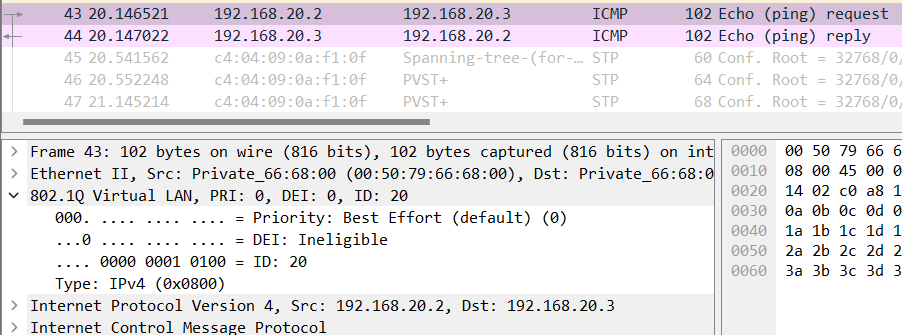 43 20.146521 192.168.20.2 192.168.20.3 ICMP 102 Echo (ping) request
44 20.147022 192.168.20.3 192.168.20.2 ICMP 102 Echo (ping) reply
45 20.541562 c4:04:09:0a:f1:0f Spanning-tree-(for-… STP 60 Conf. Root = 32768/0/
46 20.552248 c4:04:09:0a:f1:0f PVST+ STP 64 Conf. Root = 32768/0/
47 21.145214 c4:04:09:0a:f1:0f PVST+ STP 68 Conf. Root = 32768/0/
Frame 43: 102 bytes on wire (816 bits), 102 bytes captured (816 bits) on int
Ethernet II, Src: Private_66:68:00 (00:50:79:66:68:00), Dst: Private_66:68:0
802.1Q Virtual LAN, PRI: 0, DEI: 0, ID: 20
000. .... .... .... = Priority: Best Effort (default) (0)
...0 .... .... .... = DEI: Ineligible
.... 0000 0001 0100 = ID: 20
Type: IPv4 (0x0800)
Internet Protocol Version 4, Src: 192.168.20.2, Dst: 192.168.20.3
Internet Control Message Protocol
0000 00 50 79 66 6
0010 08 00 45 00 0
0020 14 02 c0 a8 1
0030 0a 0b 0c 0d 0
0040 1a 1b 1c 1d 1
0050 2a 2b 2c 2d 2
0060 3a 3b 3c 3d 3